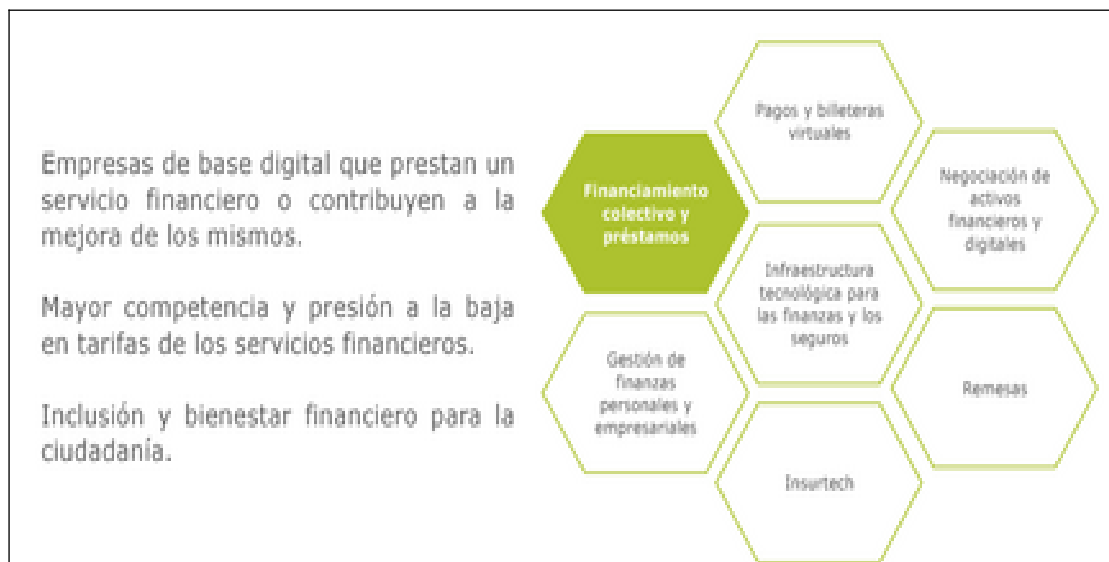 Empresas de base digital que prestan un
servicio financiero o contribuyen a la
mejora de los mismos.
Mayor competencia y presión a la baja
en tarifas de los servicios financieros.
Inclusión y bienestar financiero para la
ciudadanía.
Pagos y billeteras
virtuales
Financiamiento
colectivo y
préstamos
Negociación de
activos
financieros y
digitales
Infraestructura
tecnológica para
las finanzas y los
seguros
Gestión de
finanzas
personales y
empresariales
Remesas
Insurtech